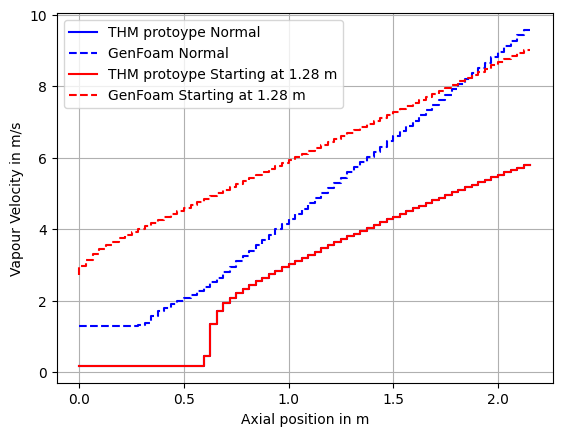 THM protoype Normal
GenFoam Normal
THM protoype Starting at 1.28 m
GenFoam Starting at 1.28 m
10
8
6
4
2
0
Vapour Velocity in m/s
0.0 0.5 1.0 1.5 2.0
Axial position in m